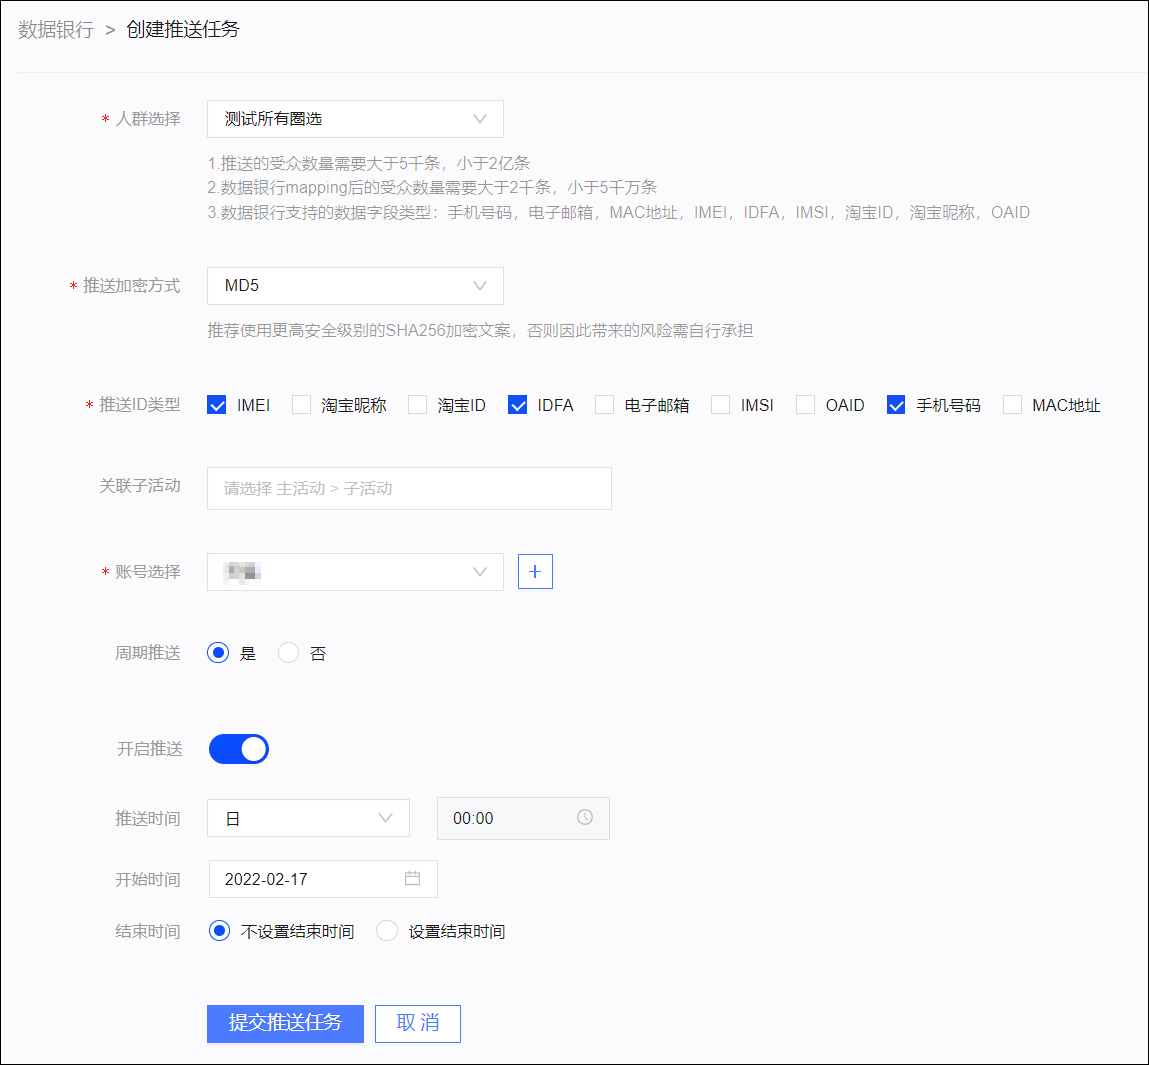 数据银行 > 创建推送任务
* 人群选择 测试所有圈选
1.推送的受众数量需要大于5千条，小于2亿条
2.数据银行mapping后的受众数量需要大于2千条，小于5千万条
3.数据银行支持的数据字段类型：手机号码，电子邮箱，MAC地址，IMEI，IDFA，IMSI，淘宝ID，淘宝昵称，OAID
* 推送加密方式 MD5
推荐使用更高安全级别的SHA256加密文案，否则因此带来的风险需自行承担
* 推送ID类型 IMEI 淘宝昵称 淘宝ID IDFA 电子邮箱 IMSI OAID 手机号码 MAC地址
关联子活动 请选择 主活动 > 子活动
* 账号选择 +
周期推送 是 否
开启推送
推送时间 日 00:00
开始时间 2022-02-17
结束时间 不设置结束时间 设置结束时间
提交推送任务 取 消